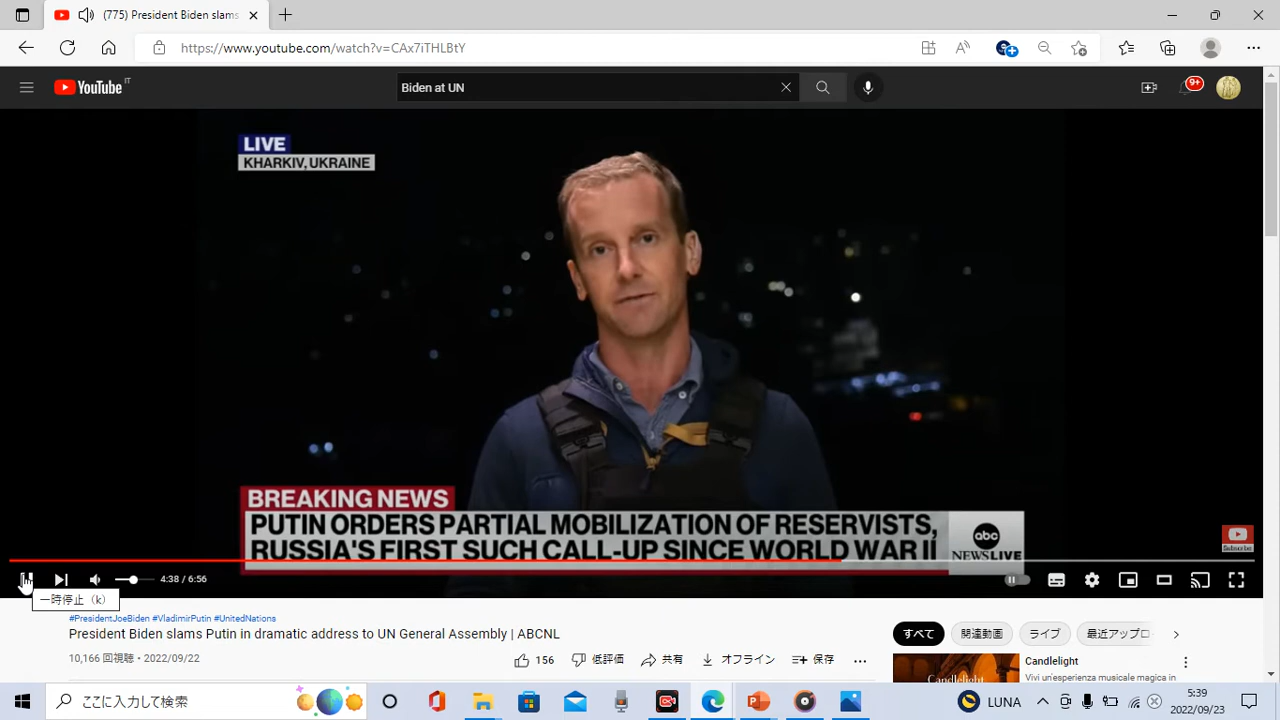 (775) President Biden slams
https://www.youtube.com/watch?v=CAx7iTHLBtY
YouTube IT
Biden at UN
9+
LIVE
KHARKIV, UKRAINE
BREAKING NEWS
PUTIN ORDERS PARTIAL MOBILIZATION OF RESERVISTS,
RUSSIA'S FIRST SUCH CALL-UP SINCE WORLD WAR II
abc
NEWS LIVE
Subscribe
4:38 / 6:56
一時停止（k）
#PresidentJoeBiden #VladimirPutin #UnitedNations
President Biden slams Putin in dramatic address to UN General Assembly | ABCNL
10,166 回視聴・2022/09/22
156
低評価
共有
オフライン
保存
すべて
関連動画
ライブ
最近アップロ
Candlelight
Candlelight
Vivi un'esperienza musicale magica in
ここに入力して検索
LUNA
5:39
2022/09/23